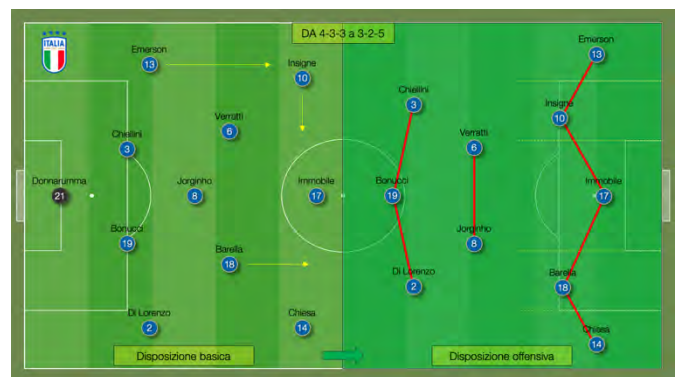 DA 4-3-3 a 3-2-5
ITALIA
Emerson
13
Insigne
10
Verratti
6
Chiellini
3
Donnarumma
21
Jorginho
8
Immobile
17
Bonucci
19
Barella
18
Di Lorenzo
2
Chiesa
14
Disposizione basica
Emerson
13
Chiellini
3
Insigne
10
Verratti
6
Bonucci
19
Immobile
17
Jorginho
8
Di Lorenzo
2
Barella
18
Chiesa
14
Disposizione offensiva